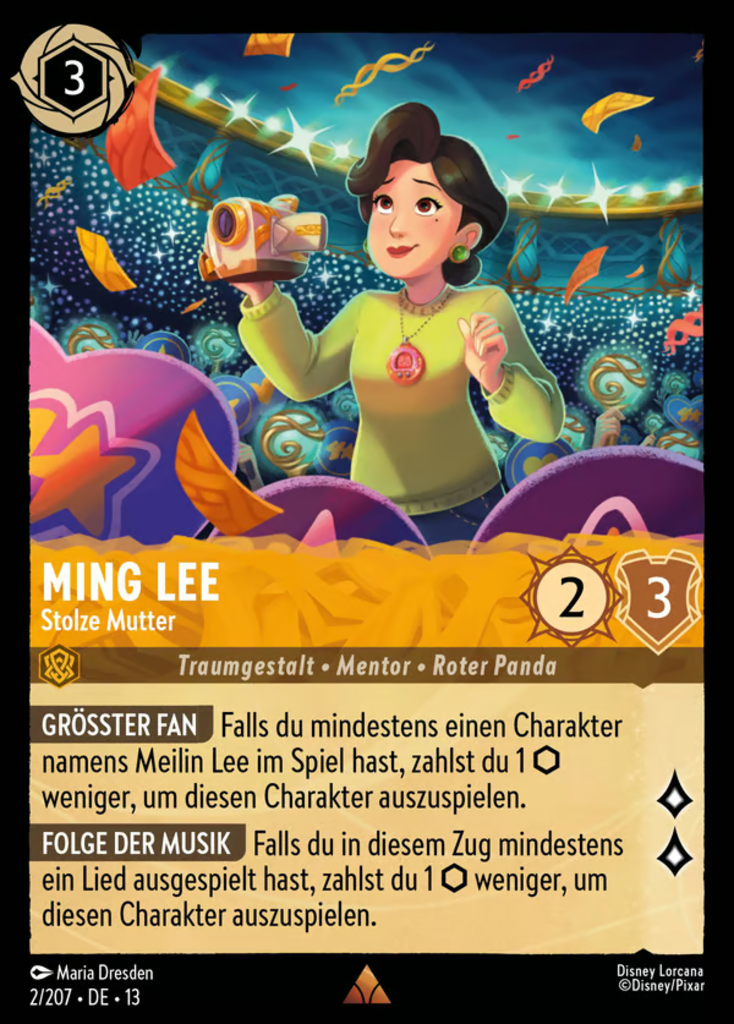 3
MING LEE
Stolze Mutter
2
3
Traumgestalt • Mentor • Roter Panda
GRÖSSTER FAN Falls du mindestens einen Charakter
namens Meilin Lee im Spiel hast, zahlst du 1 ⬡
weniger, um diesen Charakter auszuspielen.
FOLGE DER MUSIK Falls du in diesem Zug mindestens
ein Lied ausgespielt hast, zahlst du 1 ⬡ weniger, um
diesen Charakter auszuspielen.
Maria Dresden
2/207 • DE • 13
Disney Lorcana
©Disney/Pixar